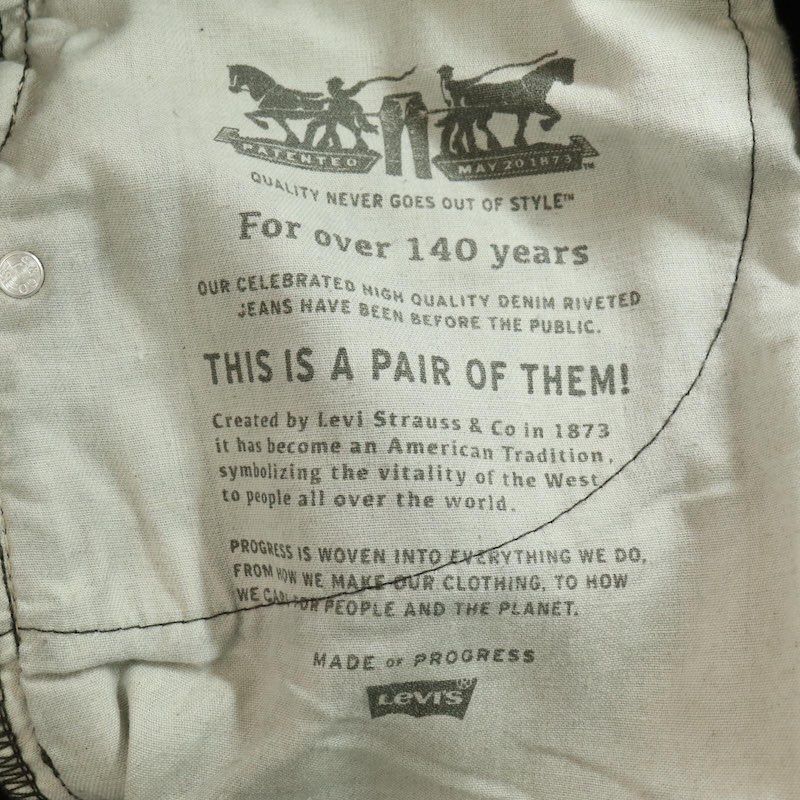 PATENTED MAY 20 1873 ™
QUALITY NEVER GOES OUT OF STYLE™
For over 140 years
OUR CELEBRATED HIGH QUALITY DENIM RIVETED
JEANS HAVE BEEN BEFORE THE PUBLIC.
THIS IS A PAIR OF THEM!
Created by Levi Strauss & Co in 1873
it has become an American Tradition,
symbolizing the vitality of the West
to people all over the world.
PROGRESS IS WOVEN INTO EVERYTHING WE DO,
FROM HOW WE MAKE OUR CLOTHING, TO HOW
WE CARE FOR PEOPLE AND THE PLANET.
MADE OF PROGRESS
LEVI'S ®